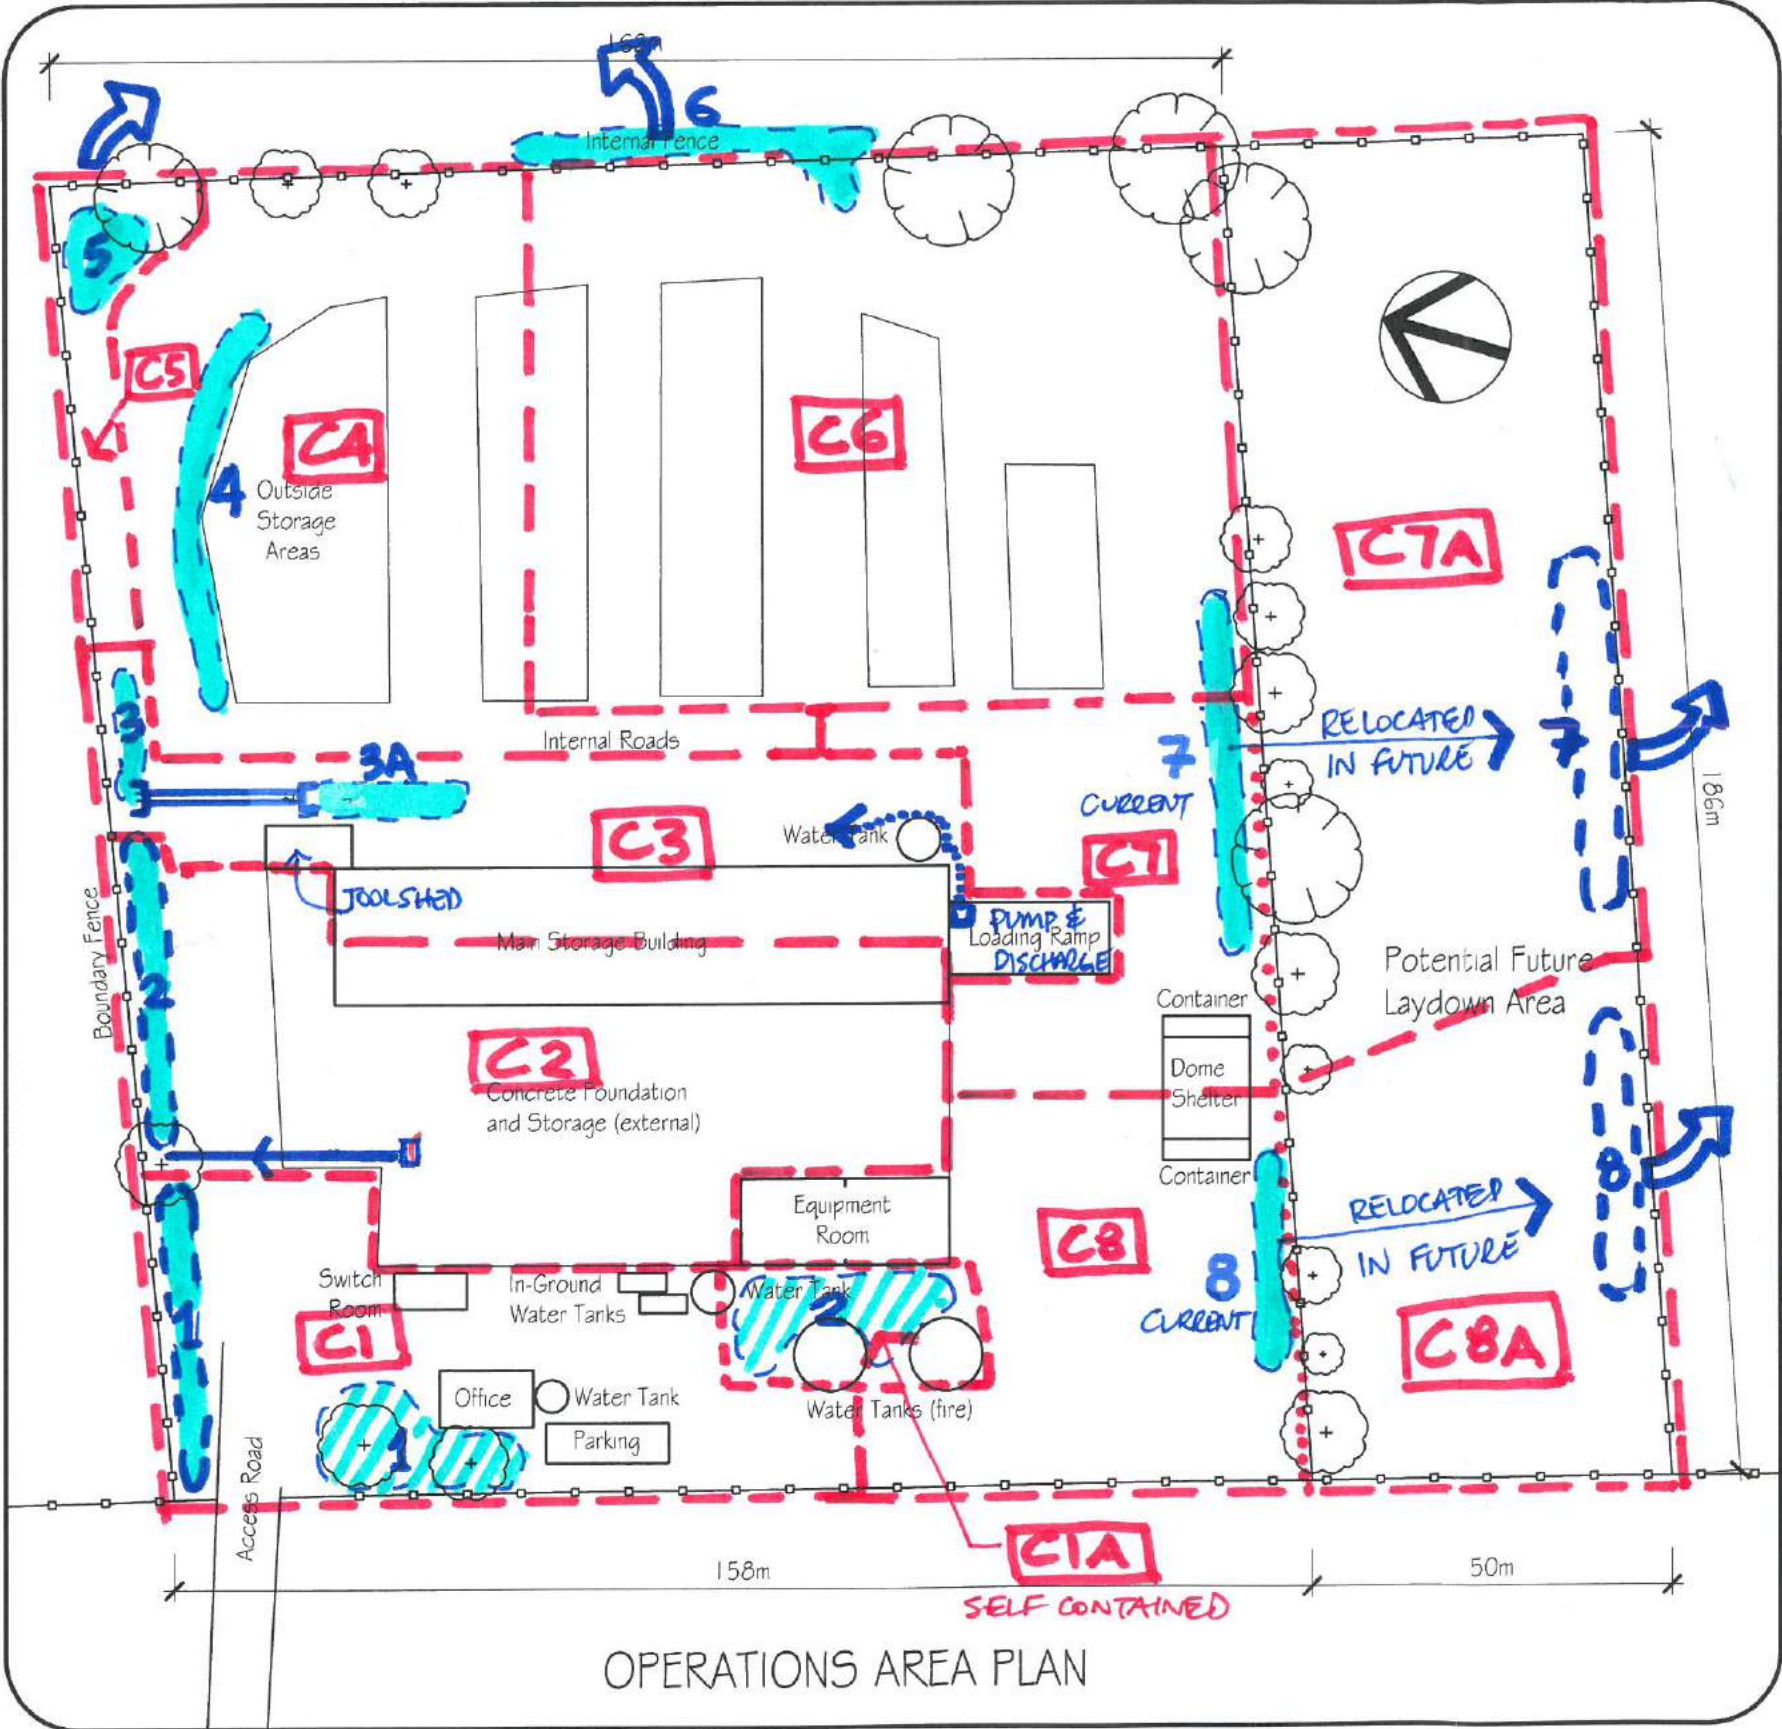 168m
6
Internal Fence
5
C5
C4
C6
4
Outside
Storage
Areas
C7A
3
Internal Roads
3A
7
CURRENT
RELOCATED
IN FUTURE
7
186m
C3
Water Tank
C7
TOOLSHED
Boundary Fence
2
Main Storage Building
PUMP &
Loading Ramp
DISCHARGE
Potential Future
Laydown Area
Container
Dome
Shelter
Container
C2
Concrete Foundation
and Storage (external)
Equipment
Room
C8
8
CURRENT
RELOCATED
IN FUTURE
8
Switch
Room
In-Ground
Water Tanks
Water Tank
2
1
C1
C8A
Office
Water Tank
Water Tanks (fire)
Parking
1
Access Road
C1A
SELF CONTAINED
158m
50m
OPERATIONS AREA PLAN